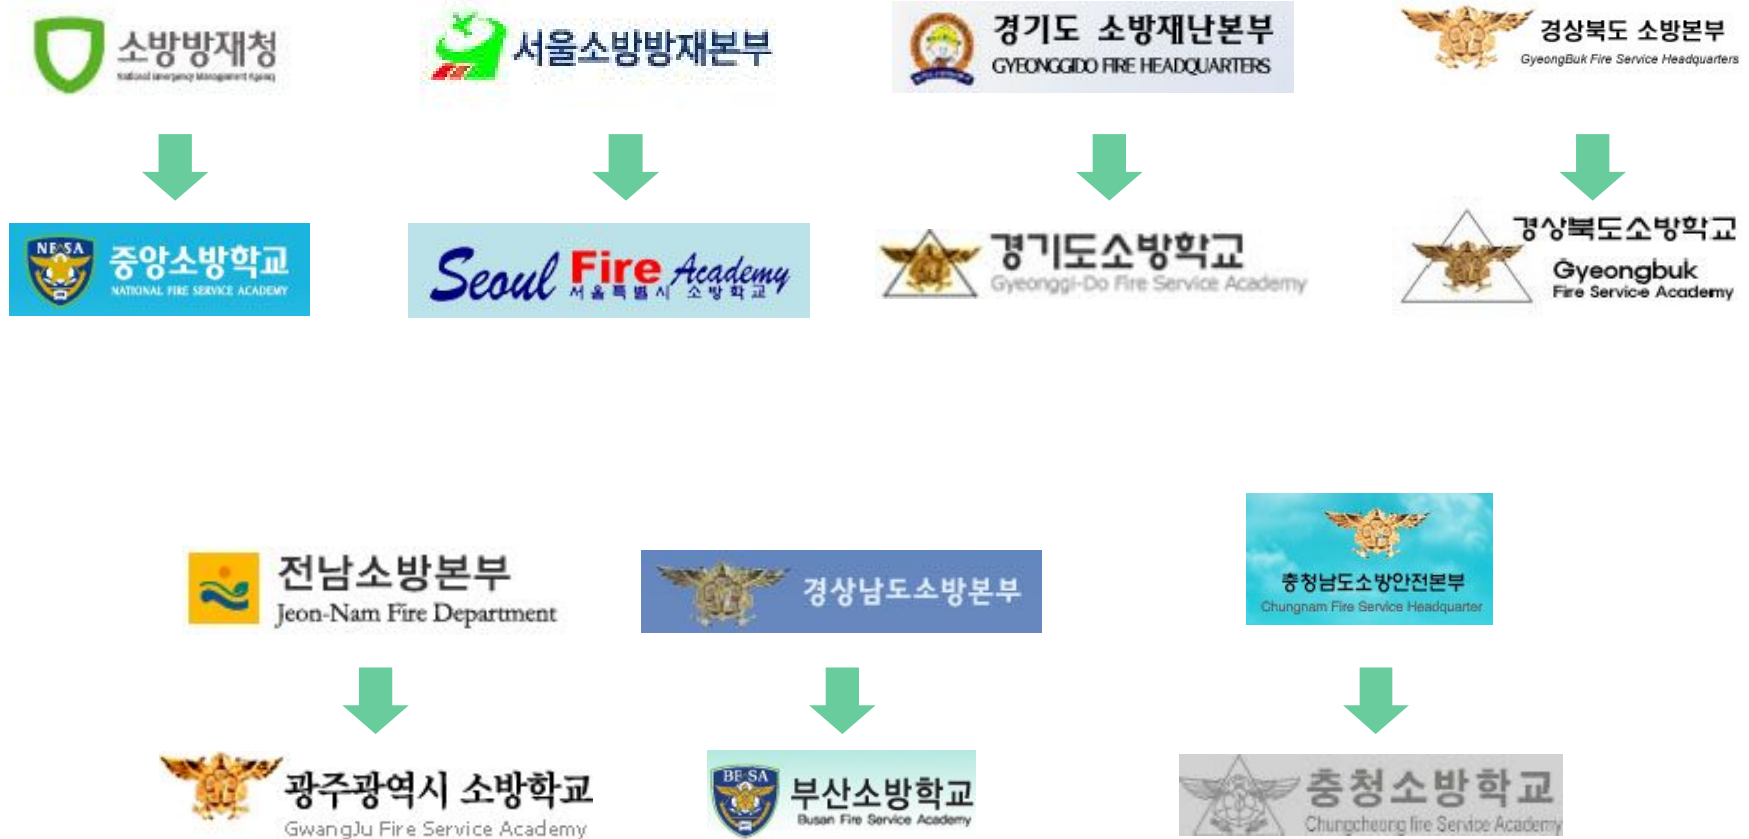 소방방재청
National Emergency Management Agency
서울소방방재본부
경기도 소방재난본부
GYEONGGIDO FIRE HEADQUARTERS
경상북도 소방본부
GyeongBuk Fire Service Headquarters
NFSA
중앙소방학교
NATIONAL FIRE SERVICE ACADEMY
Seoul Fire Academy
서울특별시 소방학교
경기도소방학교
Gyeonggi-Do Fire Service Academy
경상북도소방학교
Gyeongbuk
Fire Service Academy
전남소방본부
Jeon-Nam Fire Department
경상남도소방본부
충청남도소방안전본부
Chungnam Fire Service Headquarter
광주광역시 소방학교
GwangJu Fire Service Academy
BFSA
부산소방학교
Busan Fire Service Academy
충청소방학교
Chungcheong fire Service Academy